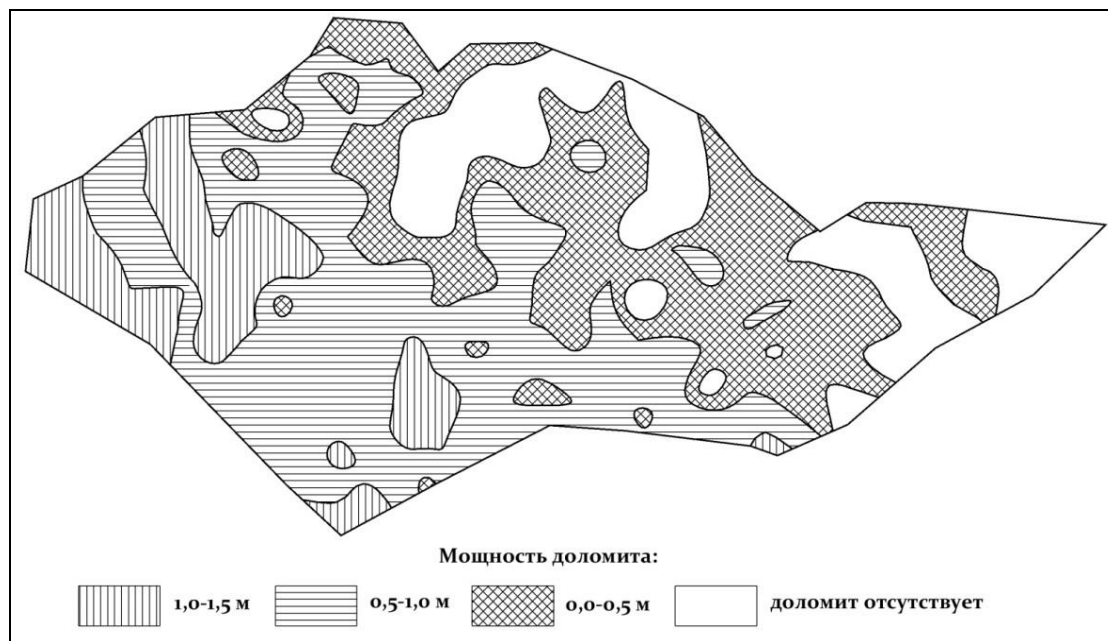 Мощность доломита:
1,0-1,5 м 0,5-1,0 м 0,0-0,5 м доломит отсутствует